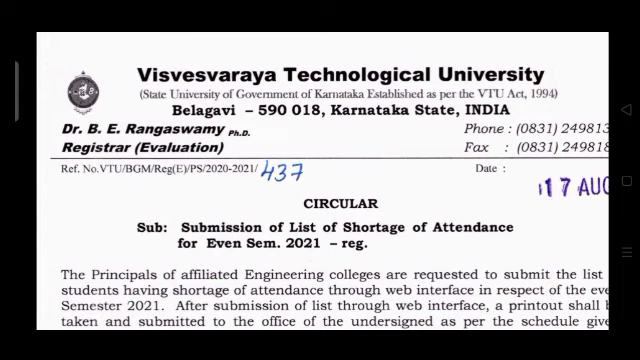 Visvesvaraya Technological University
(State University of Government of Karnataka Established as per the VTU Act, 1994)
Belagavi – 590 018, Karnataka State, INDIA
Dr. B. E. Rangaswamy Ph.D.
Phone : (0831) 249813
Registrar (Evaluation)
Fax : (0831) 249818
Ref. No.VTU/BGM/Reg(E)/PS/2020-2021/ 437
Date :
17 AUG
CIRCULAR
Sub: Submission of List of Shortage of Attendance
for Even Sem. 2021 – reg.
The Principals of affiliated Engineering colleges are requested to submit the list
students having shortage of attendance through web interface in respect of the eve
Semester 2021. After submission of list through web interface, a printout shall b
taken and submitted to the office of the undersigned as per the schedule give